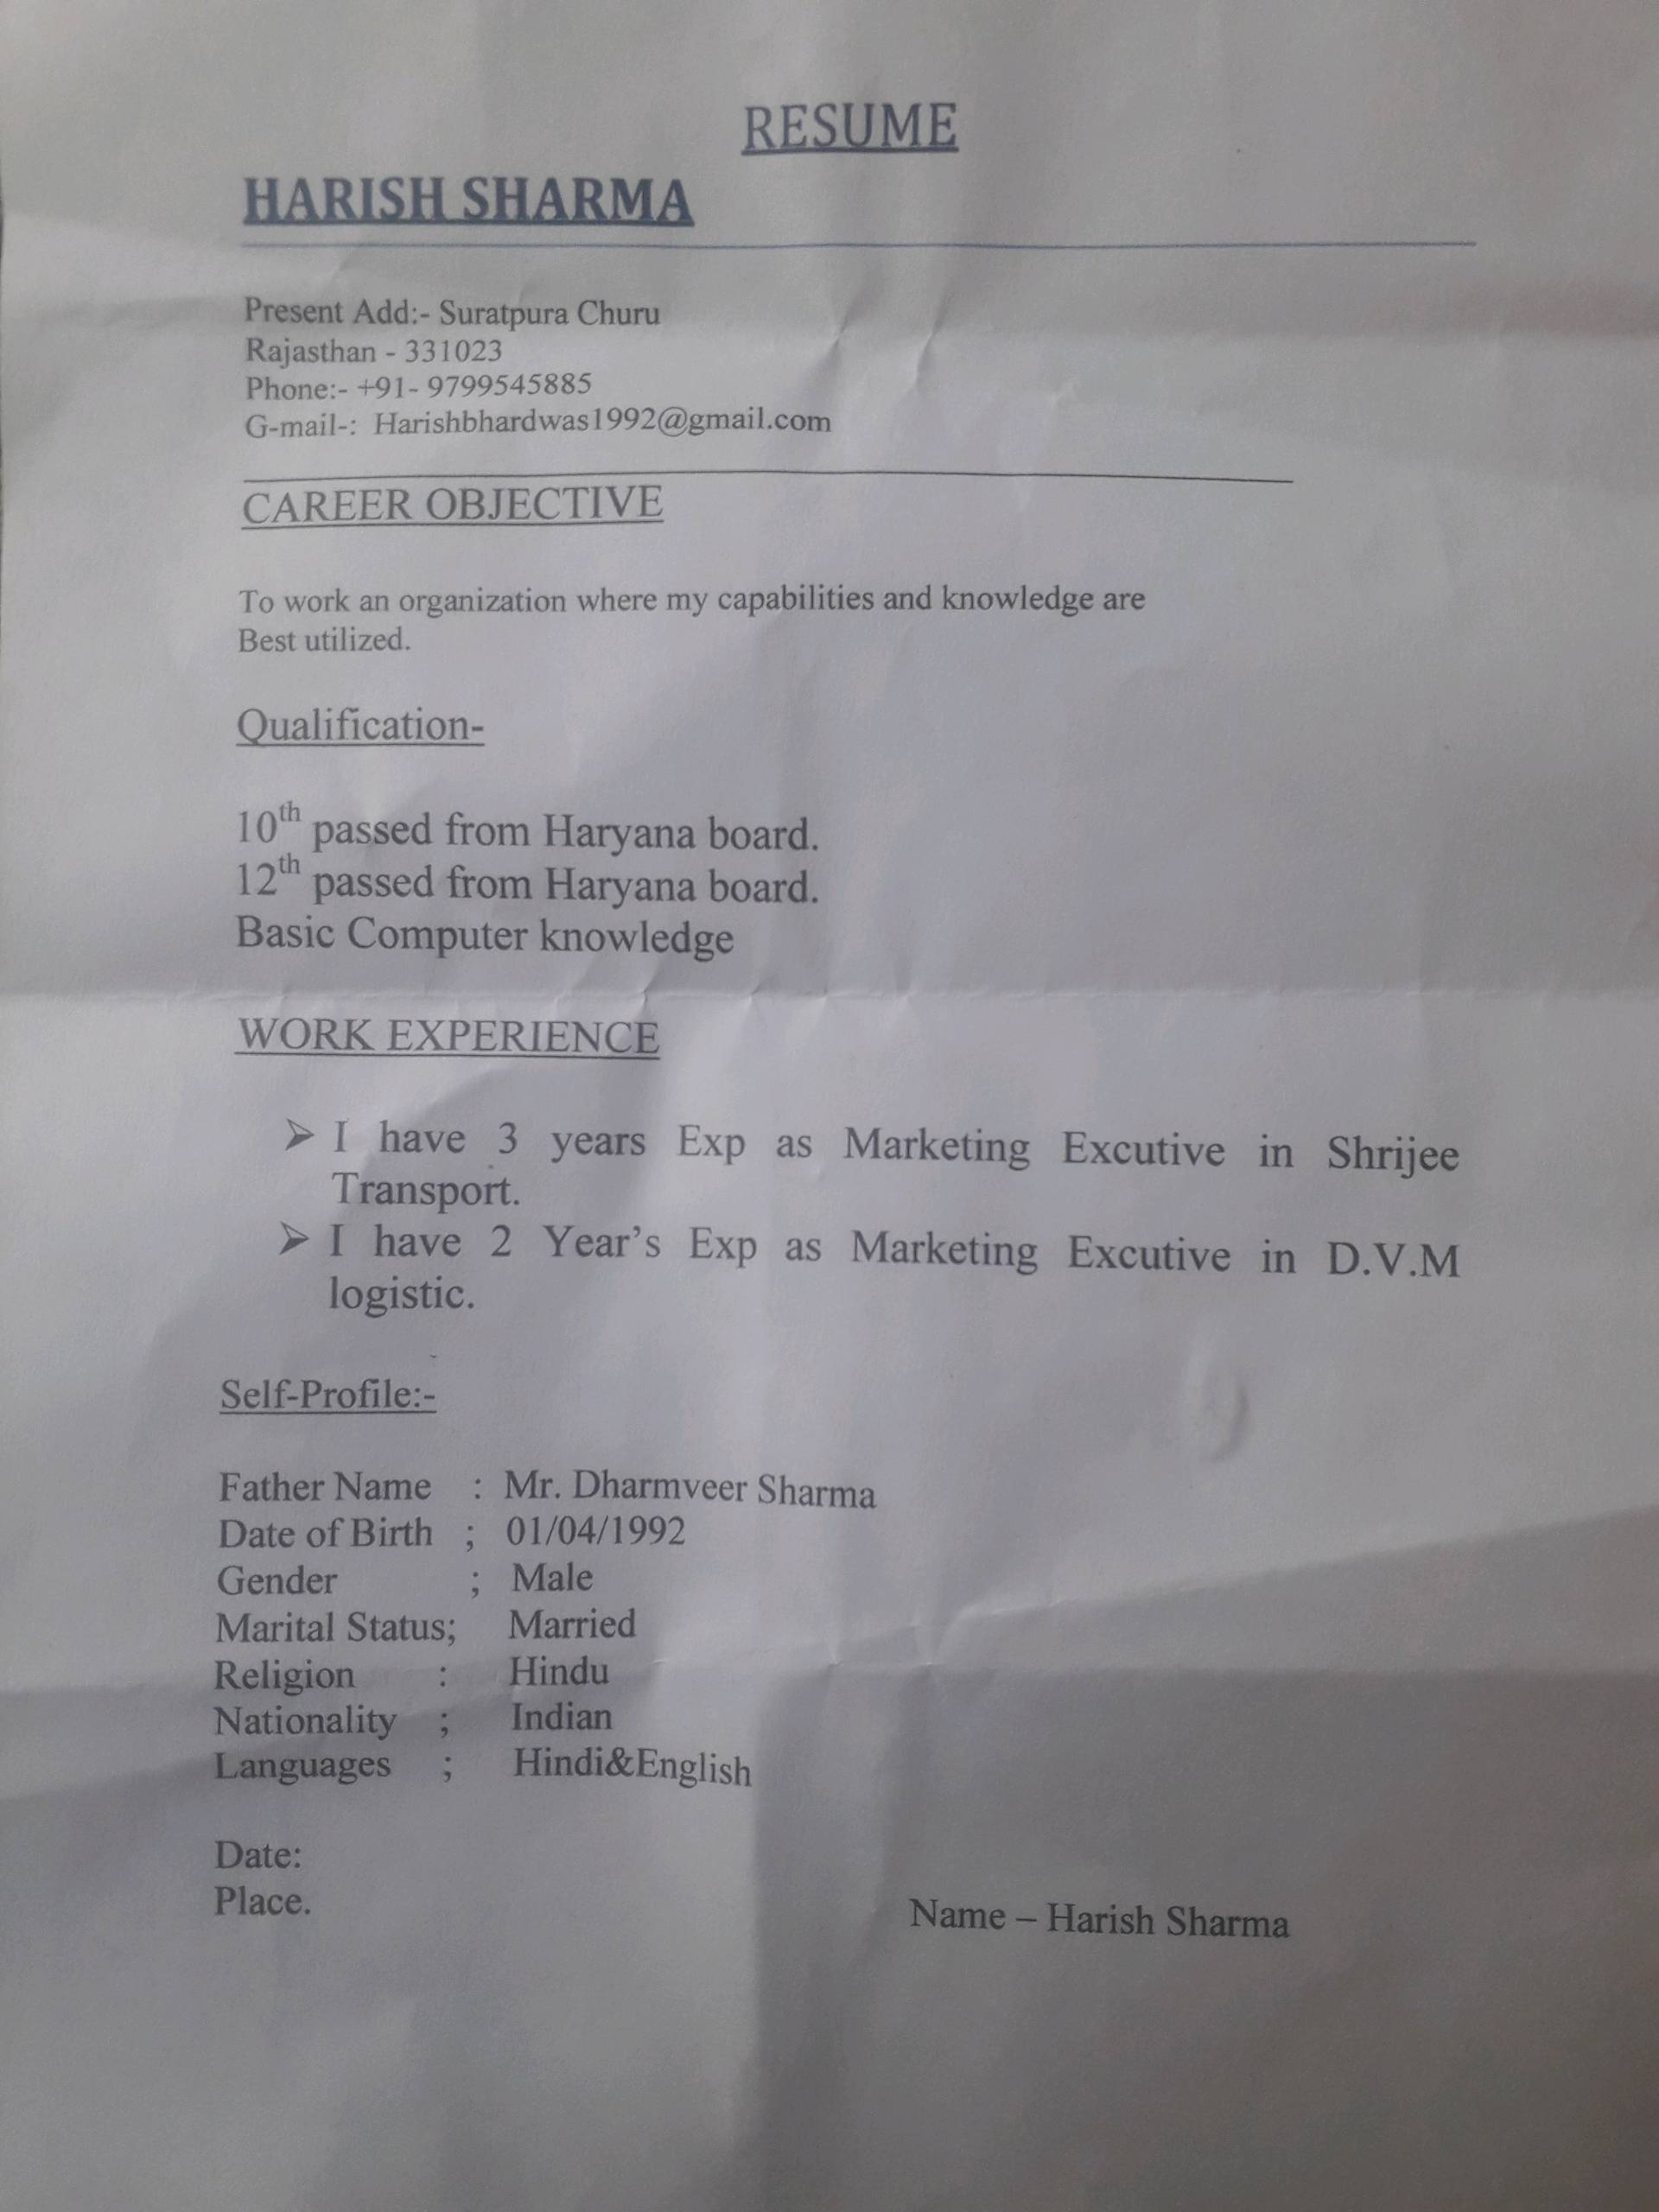 RESUME
HARISH SHARMA
Present Add:- Suratpura Churu
Rajasthan - 331023
Phone:- +91- 9799545885
G-mail-: Harishbhardwas1992@gmail.com
CAREER OBJECTIVE
To work an organization where my capabilities and knowledge are
Best utilized.
Qualification-
10th passed from Haryana board.
12th passed from Haryana board.
Basic Computer knowledge
WORK EXPERIENCE
➢ I have 3 years Exp as Marketing Excutive in Shrijee
Transport.
➢ I have 2 Year’s Exp as Marketing Excutive in D.V.M
logistic.
Self-Profile:-
Father Name : Mr. Dharmveer Sharma
Date of Birth ; 01/04/1992
Gender ; Male
Marital Status; Married
Religion : Hindu
Nationality ; Indian
Languages ; Hindi&English
Date:
Place.
Name – Harish Sharma